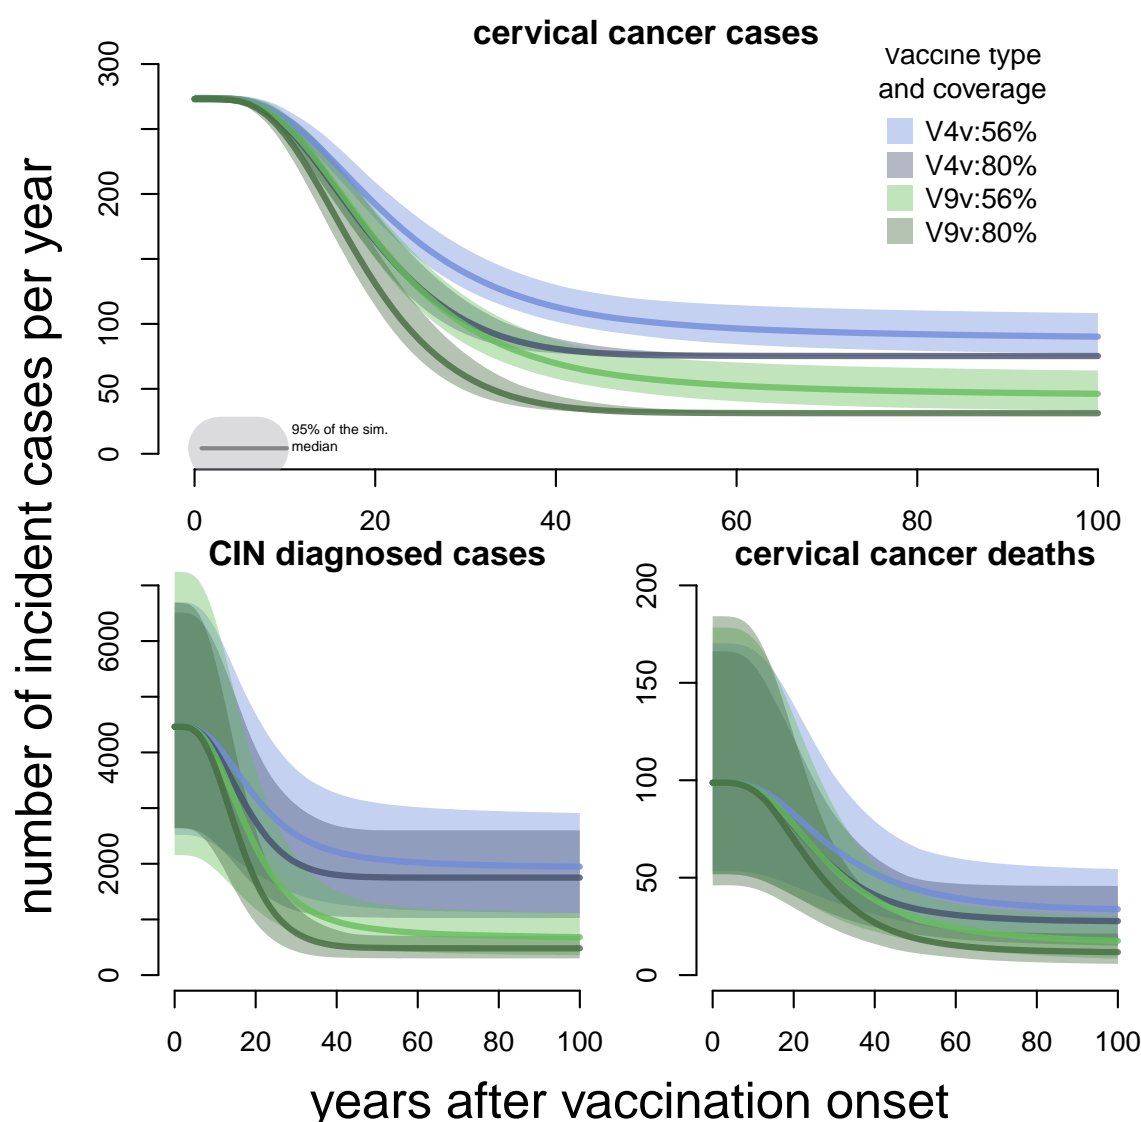 cervical cancer cases
vaccine type
and coverage
V4v:56%
V4v:80%
V9v:56%
V9v:80%
300
200
100
50
0
95% of the sim.
median
0 20 40 60 80 100
number of incident cases per year
CIN diagnosed cases
6000
4000
2000
0
0 20 40 60 80 100
cervical cancer deaths
200
150
100
50
0
0 20 40 60 80 100
years after vaccination onset